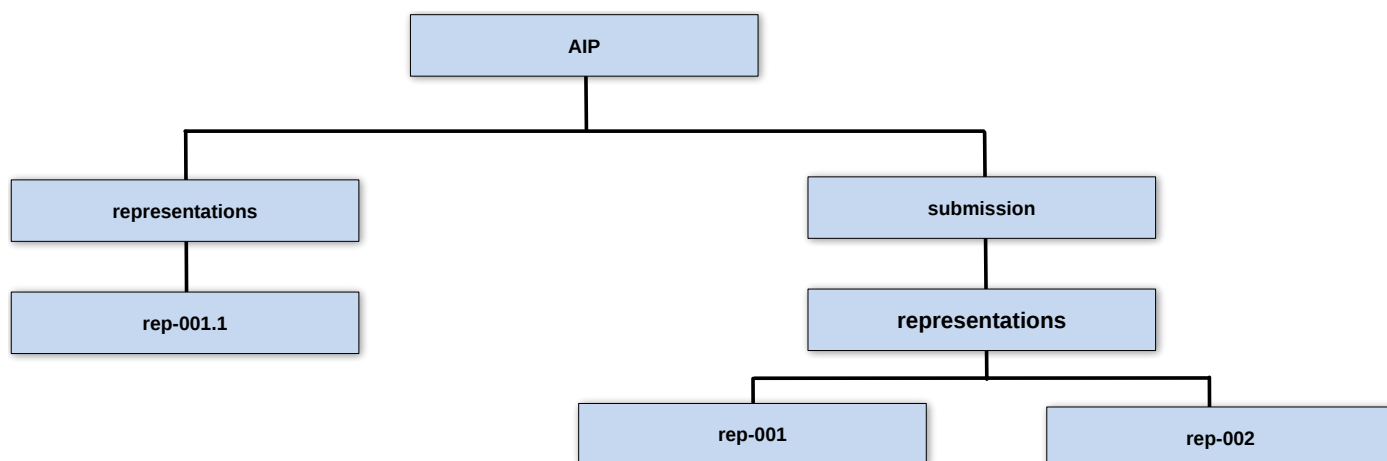 AIP
representations
submission
rep-001.1
representations
rep-001
rep-002